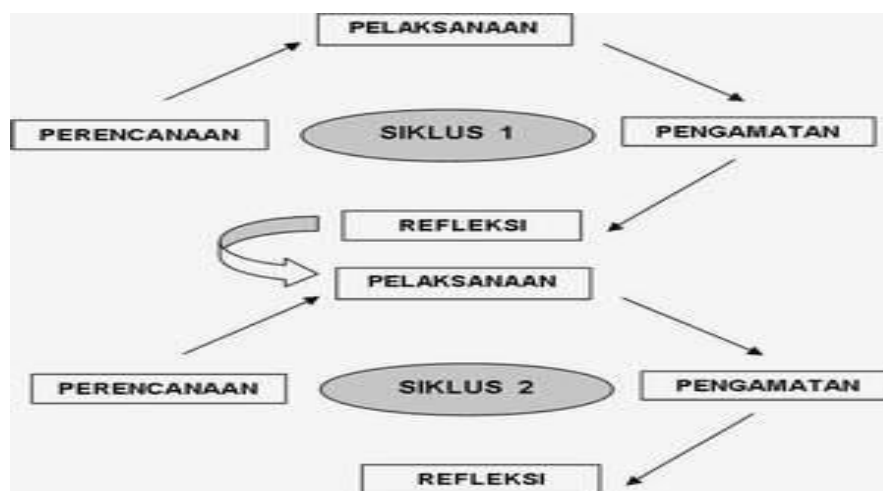 PELAKSANAAN
PERENCANAAN
SIKLUS 1
PENGAMATAN
REFLEKSI
PELAKSANAAN
PERENCANAAN
SIKLUS 2
PENGAMATAN
REFLEKSI